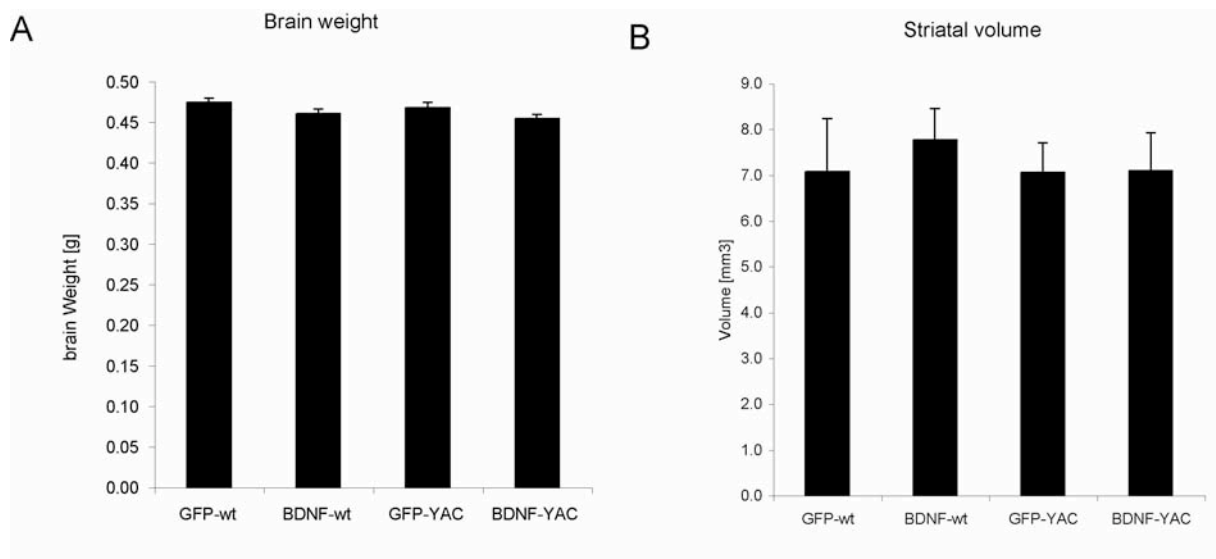 A
Brain weight
brain Weight [g]
0.50
0.45
0.40
0.35
0.30
0.25
0.20
0.15
0.10
0.05
0.00
GFP-wt BDNF-wt GFP-YAC BDNF-YAC
B
Striatal volume
Volume [mm3]
9.0
8.0
7.0
6.0
5.0
4.0
3.0
2.0
1.0
0.0
GFP-wt BDNF-wt GFP-YAC BDNF-YAC